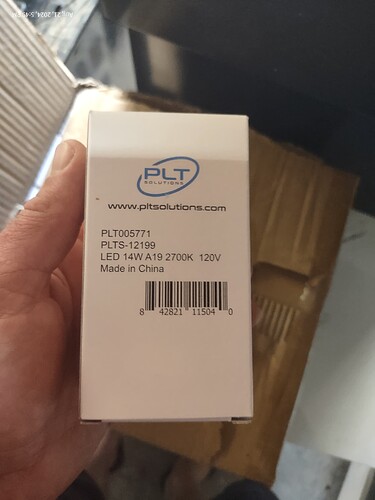 PLT
SOLUTIONS
www.pltsolutions.com
PLT005771
PLTS-12199
LED 14W A19 2700K 120V
Made in China
8 42821 11504 0